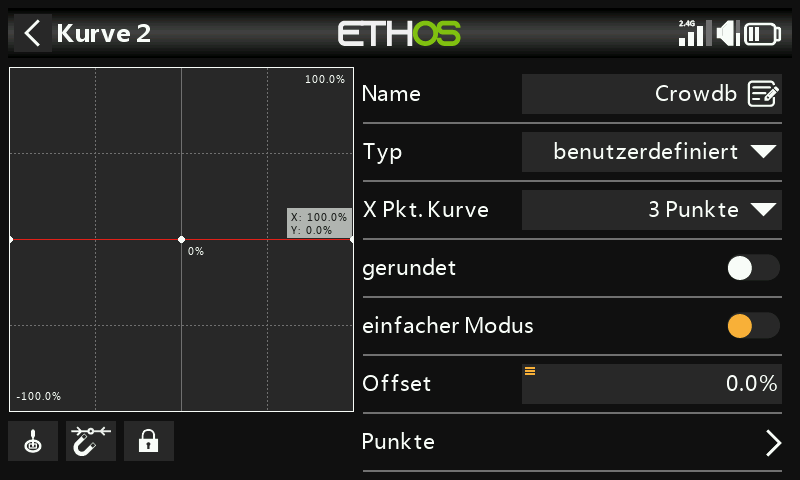 Kurve 2
ETHOS
2.4G
100.0%
X: 100.0%
Y: 0.0%
0%
-100.0%
Name
Crowdb
Typ
benutzerdefiniert
X Pkt. Kurve
3 Punkte
gerundet
einfacher Modus
Offset
0.0%
Punkte